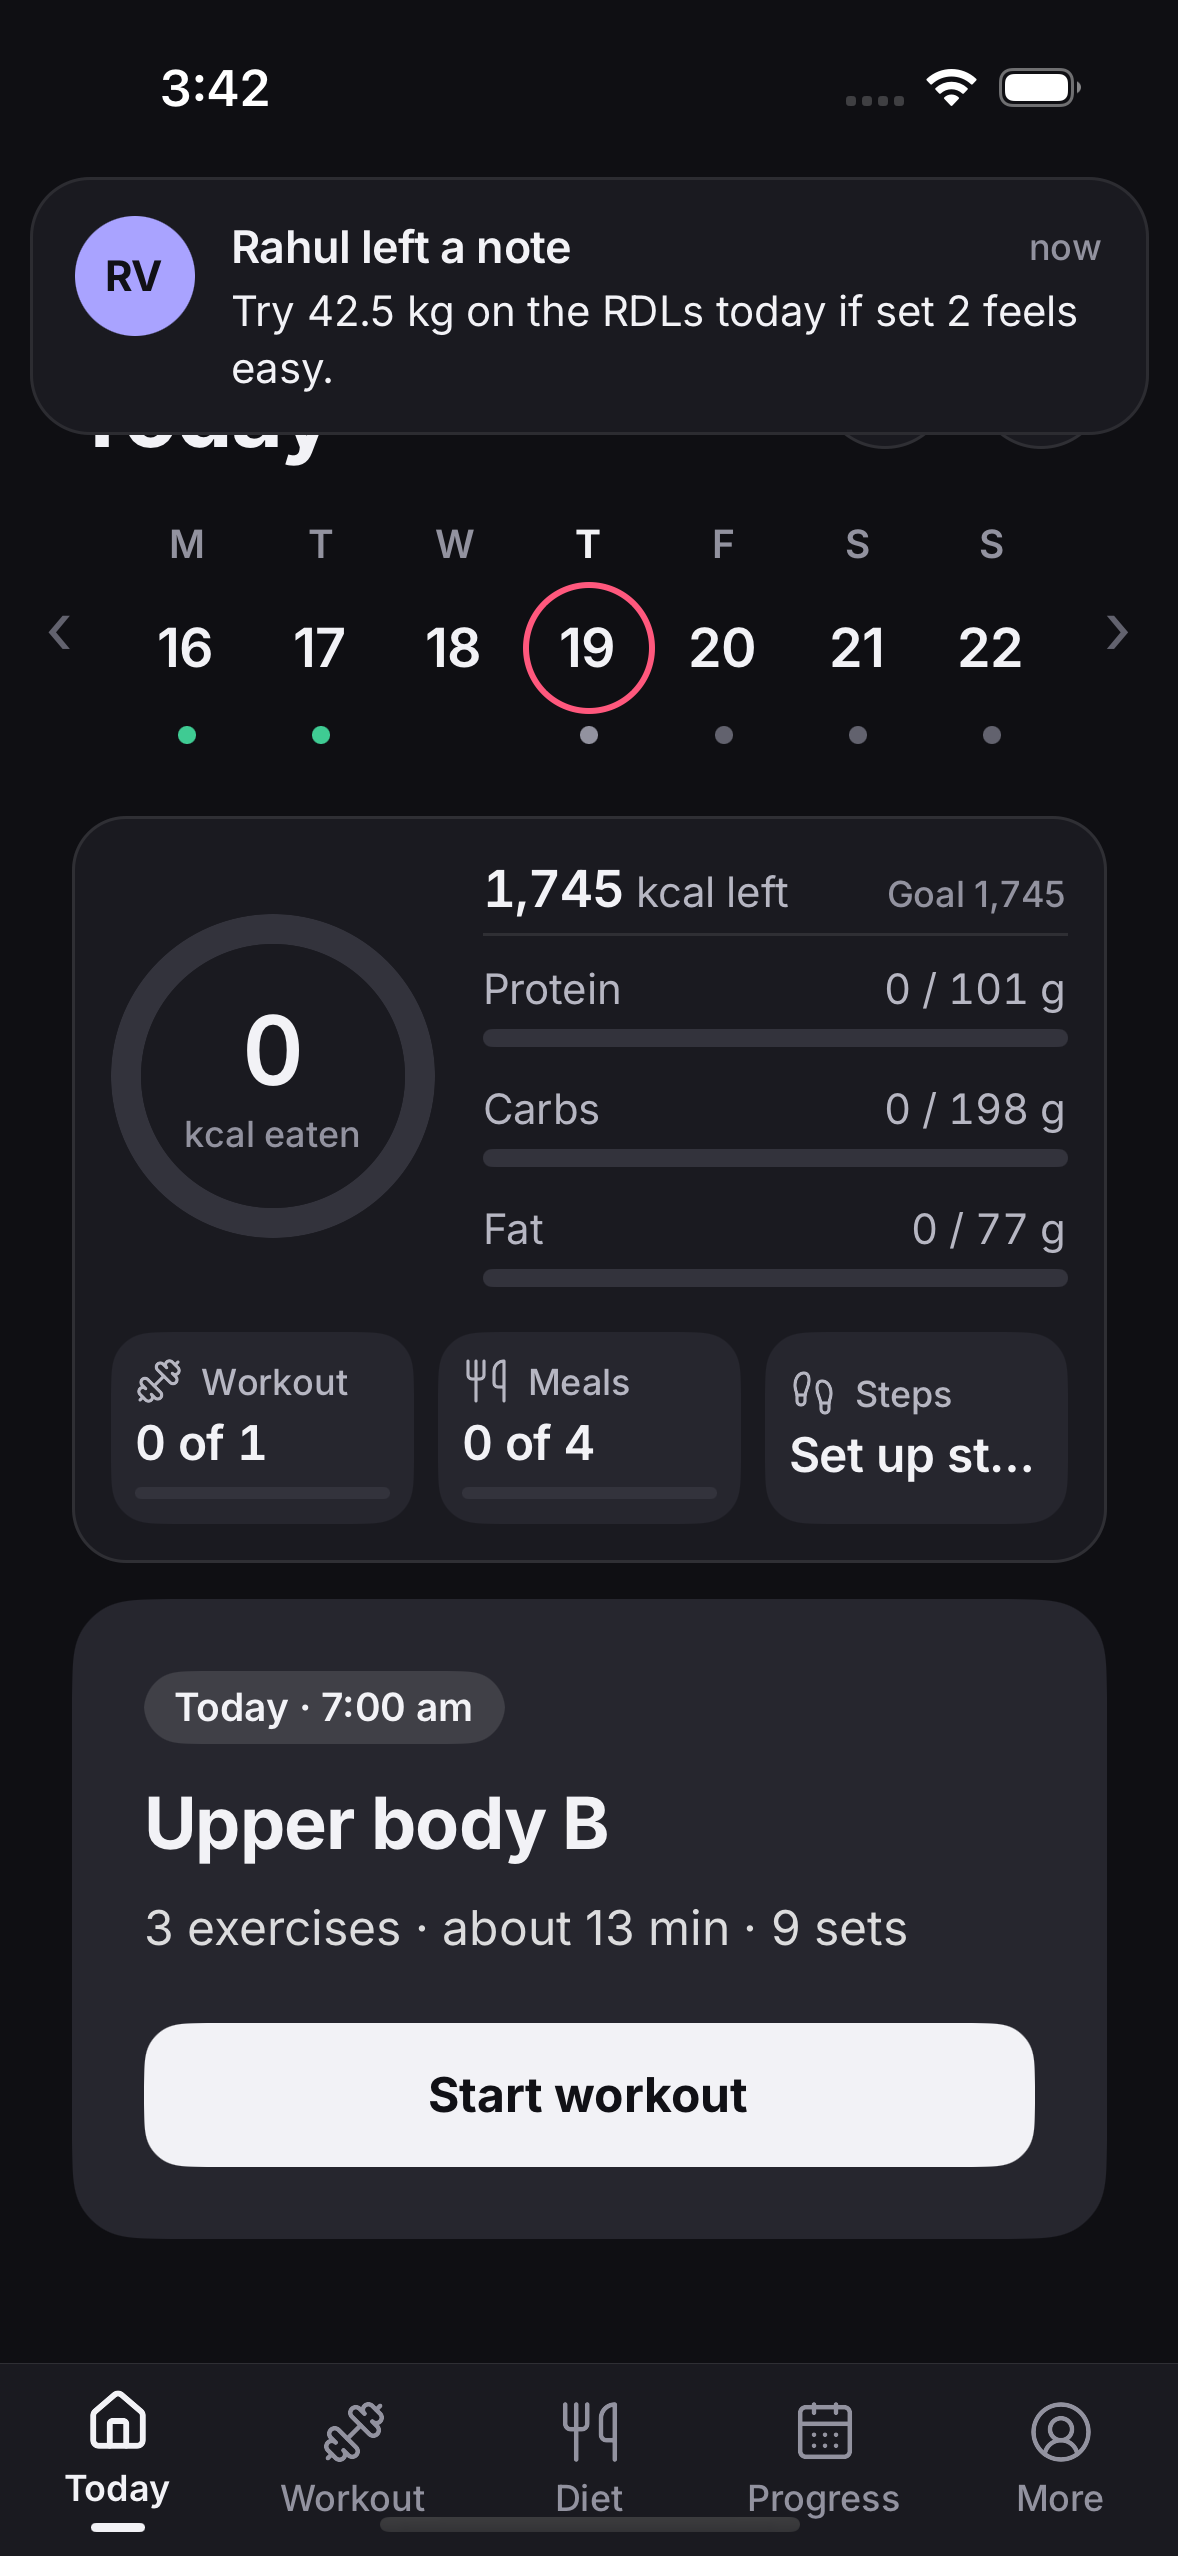 3:42
RV
Rahul left a note
now
Try 42.5 kg on the RDLs today if set 2 feels
easy.
Today
M T W T F S S
16 17 18 19 20 21 22
1,745 kcal left
Goal 1,745
0
kcal eaten
Protein 0 / 101 g
Carbs 0 / 198 g
Fat 0 / 77 g
Workout
0 of 1
Meals
0 of 4
Steps
Set up st...
Today · 7:00 am
Upper body B
3 exercises · about 13 min · 9 sets
Start workout
Today Workout Diet Progress More